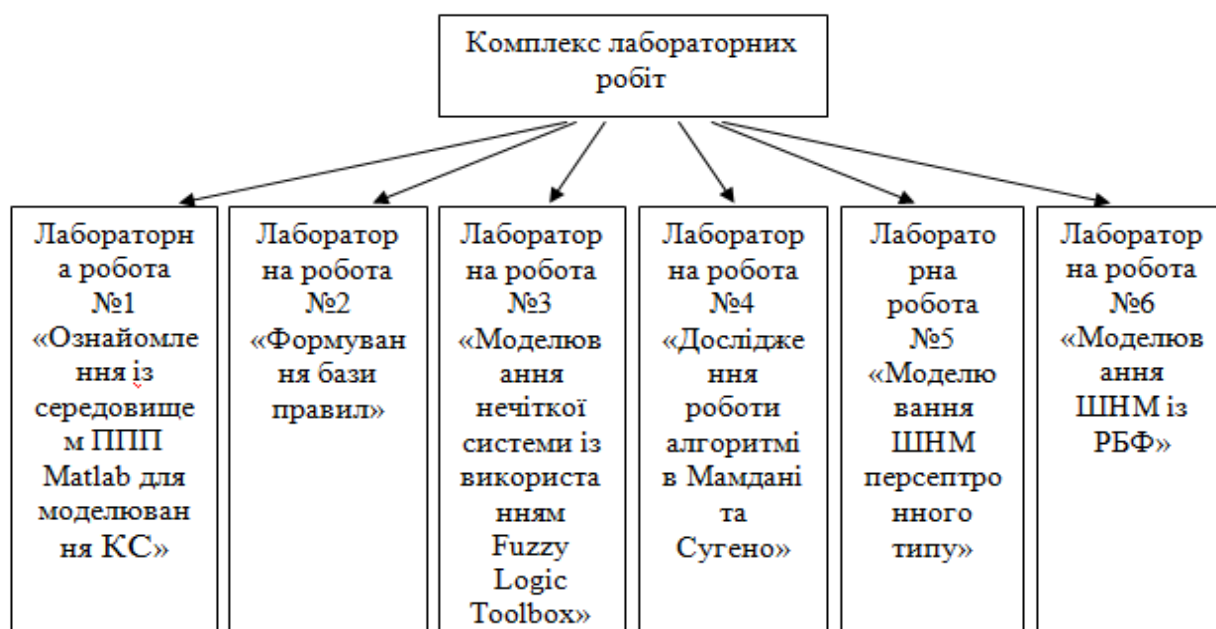 Комплекс лабораторних
робіт
Лабораторн
а робота
№1
«Ознайомле
ння із
середовище
м ППП
Matlab для
моделюван
ня КС»
Лаборатор
на робота
№2
«Формуван
ня бази
правил»
Лаборатор
на робота
№3
«Моделюв
ання
нечіткої
системи із
використа
нням
Fuzzy
Logic
Toolbox»
Лаборатор
на робота
№4
«Дослідже
ння
роботи
алгоритмі
в Мамдані
та
Сугено»
Лаборато
рна
робота
№5
«Моделю
вання
ШНМ
персептро
нного
типу»
Лаборатор
на робота
№6
«Моделюв
ання
ШНМ із
РБФ»